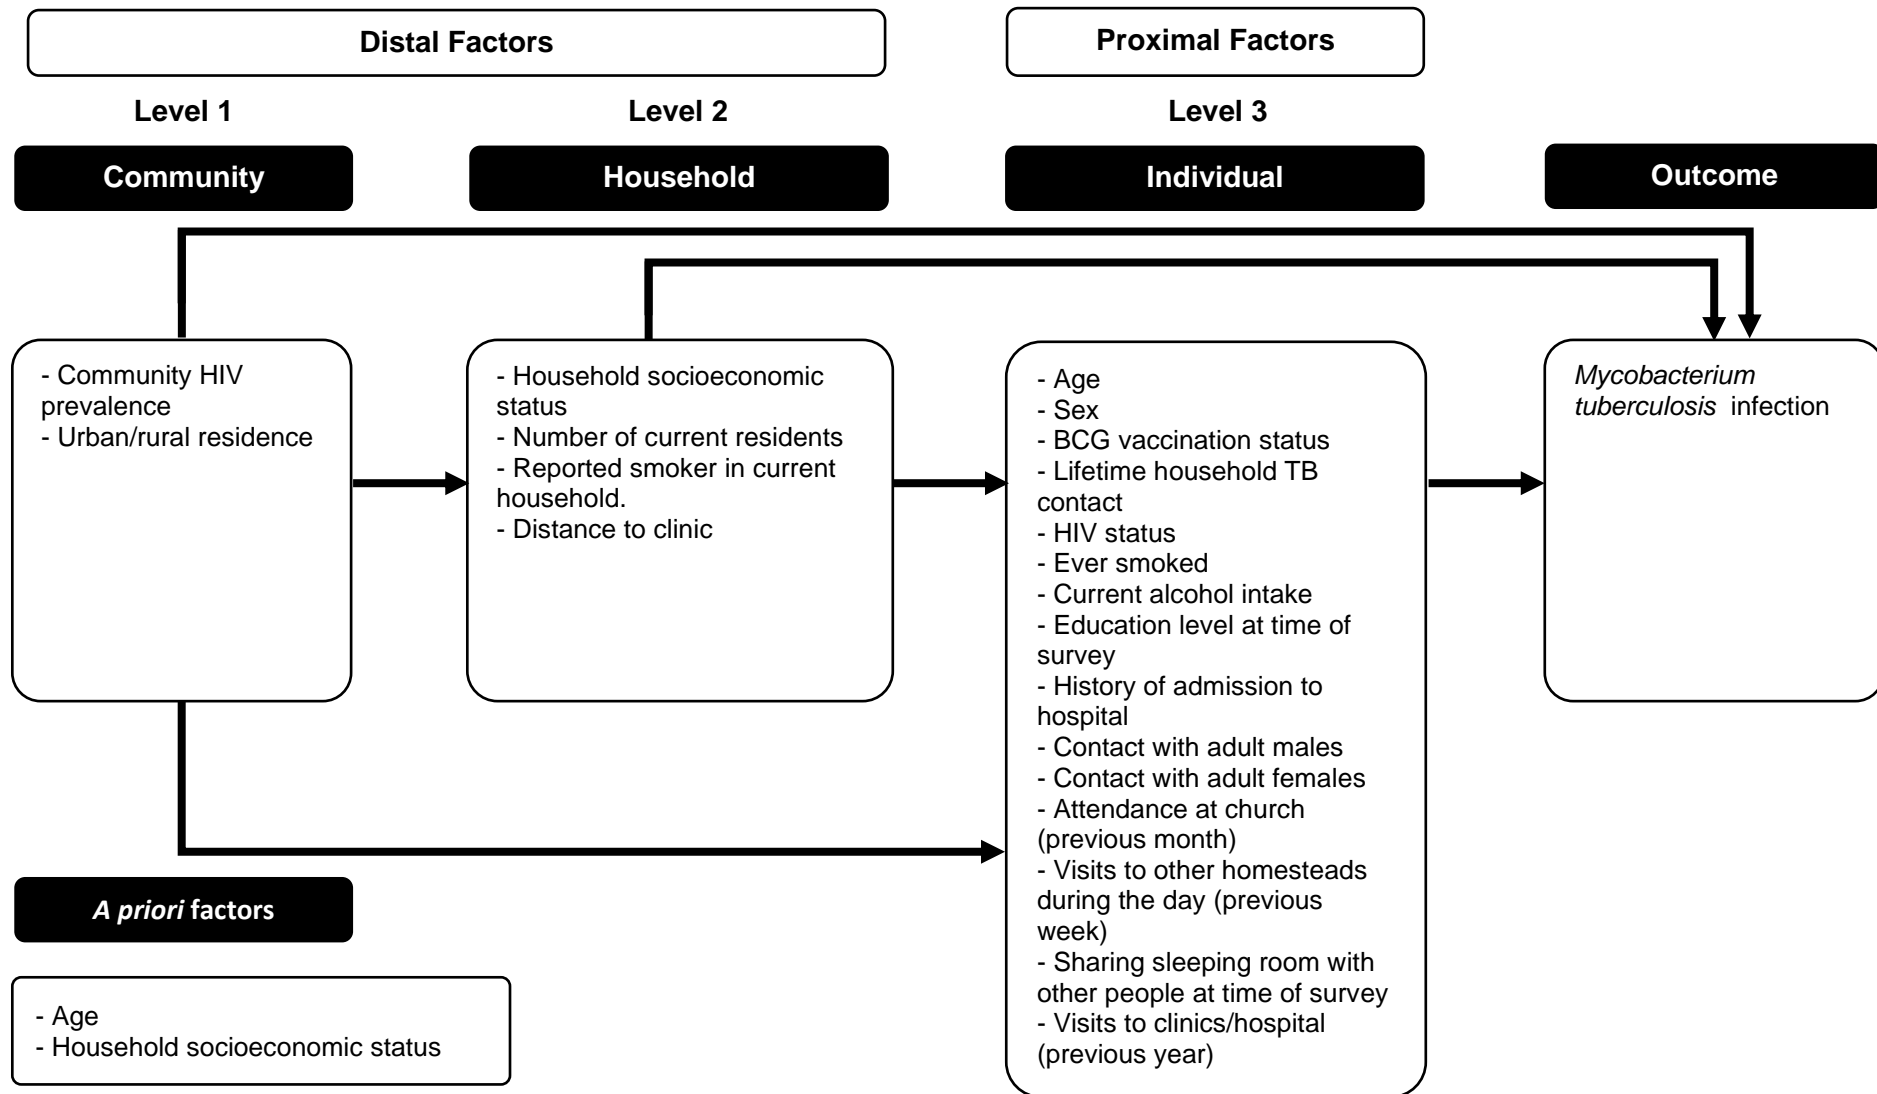 Distal Factors
Proximal Factors
Level 1
Level 2
Level 3
Community
Household
Individual
Outcome
- Community HIV
prevalence
- Urban/rural residence
- Household socioeconomic
status
- Number of current residents
- Reported smoker in current
household.
- Distance to clinic
- Age
- Sex
- BCG vaccination status
- Lifetime household TB
contact
- HIV status
- Ever smoked
- Current alcohol intake
- Education level at time of
survey
- History of admission to
hospital
- Contact with adult males
- Contact with adult females
- Attendance at church
(previous month)
- Visits to other homesteads
during the day (previous
week)
- Sharing sleeping room with
other people at time of survey
- Visits to clinics/hospital
(previous year)
Mycobacterium
tuberculosis infection
A priori factors
- Age
- Household socioeconomic status